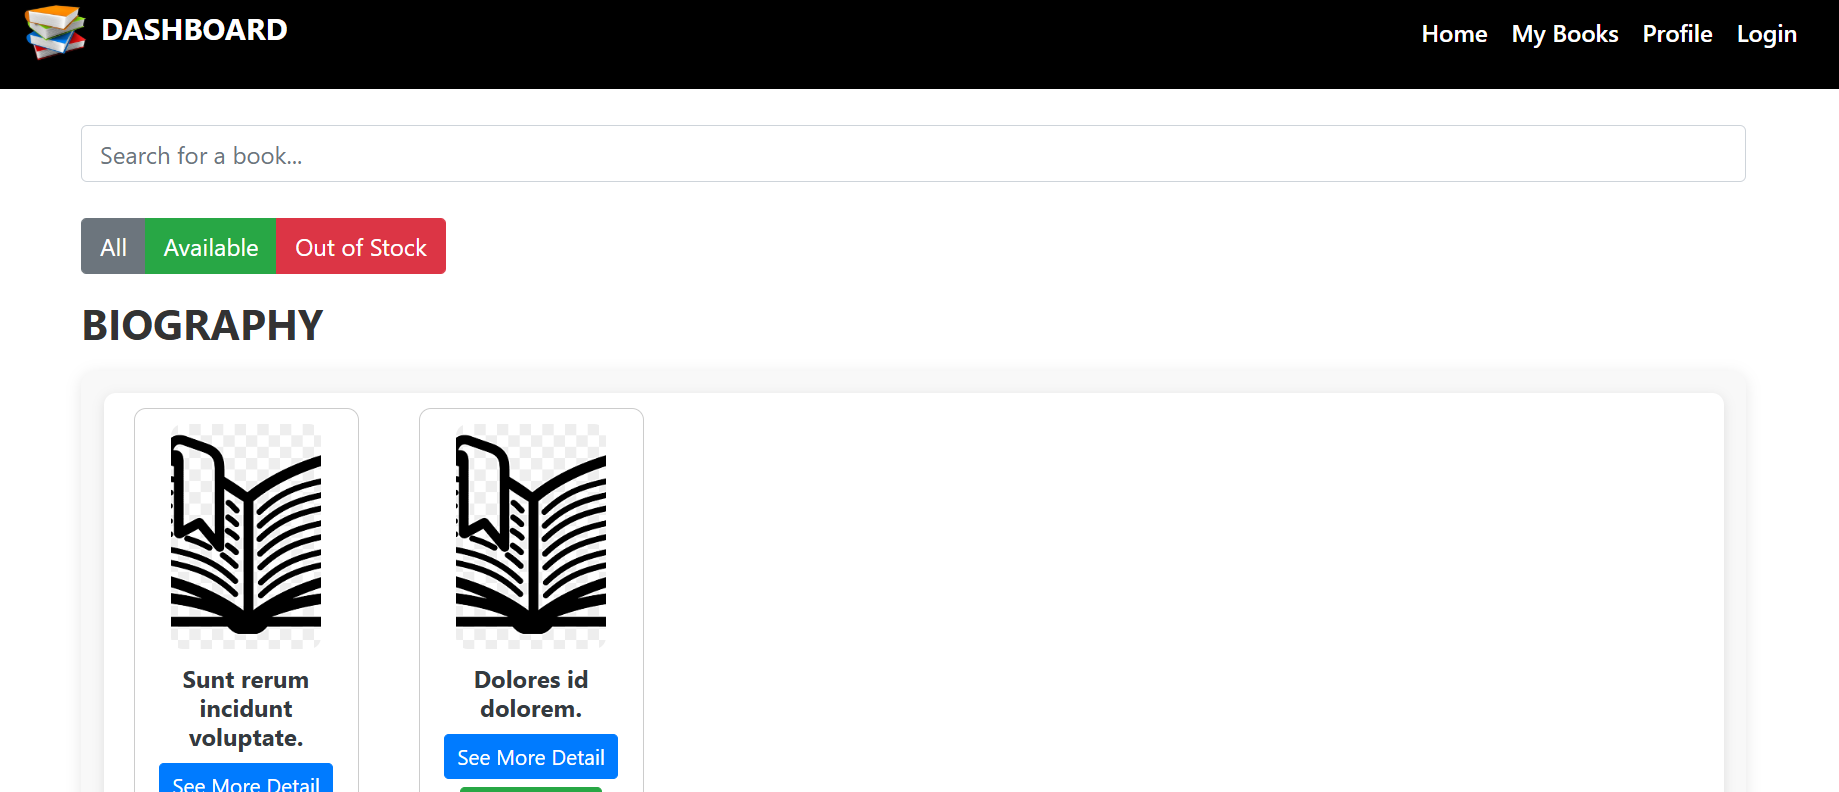 DASHBOARD
Home My Books Profile Login
Search for a book...
All Available Out of Stock
BIOGRAPHY
Sunt rerum
incidunt
voluptate.
See More Detail
Dolores id
dolorem.
See More Detail